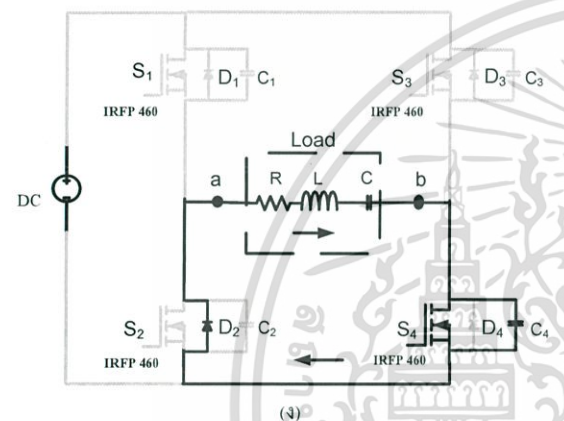 S₁ D₁ C₁ S₃ D₃ C₃
IRFP 460 IRFP 460
Load
a R L C b
DC
S₂ D₂ C₂ S₄ D₄ C₄
IRFP 460 IRFP 460